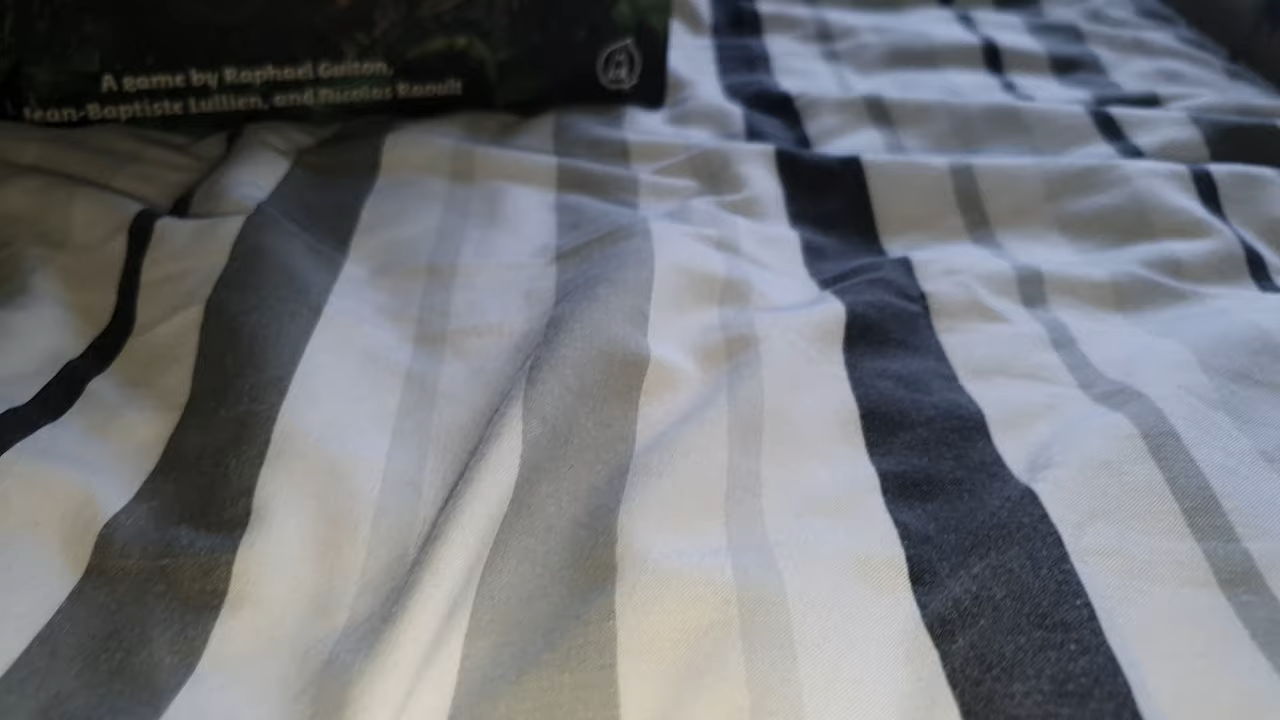 A game by Raphael Guiton,
Jean-Baptiste Lullien, and Nicolas Raoult